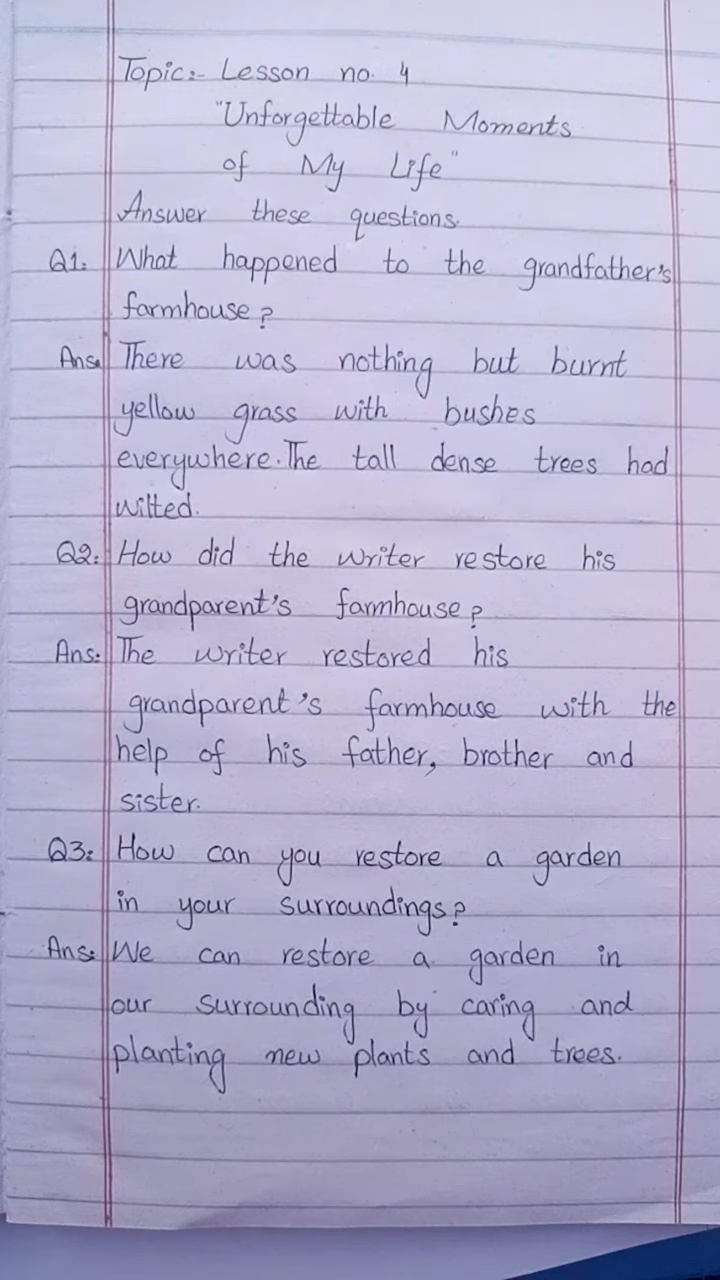 Topic:- Lesson no. 4
"Unforgettable Moments
of My Life"
Answer these questions.
Q1: What happened to the grandfather's
farmhouse?
Ans: There was nothing but burnt
yellow grass with bushes
everywhere. The tall dense trees had
wilted.
Q2: How did the writer restore his
grandparent's farmhouse?
Ans: The writer restored his
grandparent's farmhouse with the
help of his father, brother and
sister.
Q3: How can you restore a garden
in your surroundings?
Ans: We can restore a garden in
our surrounding by caring and
planting new plants and trees.